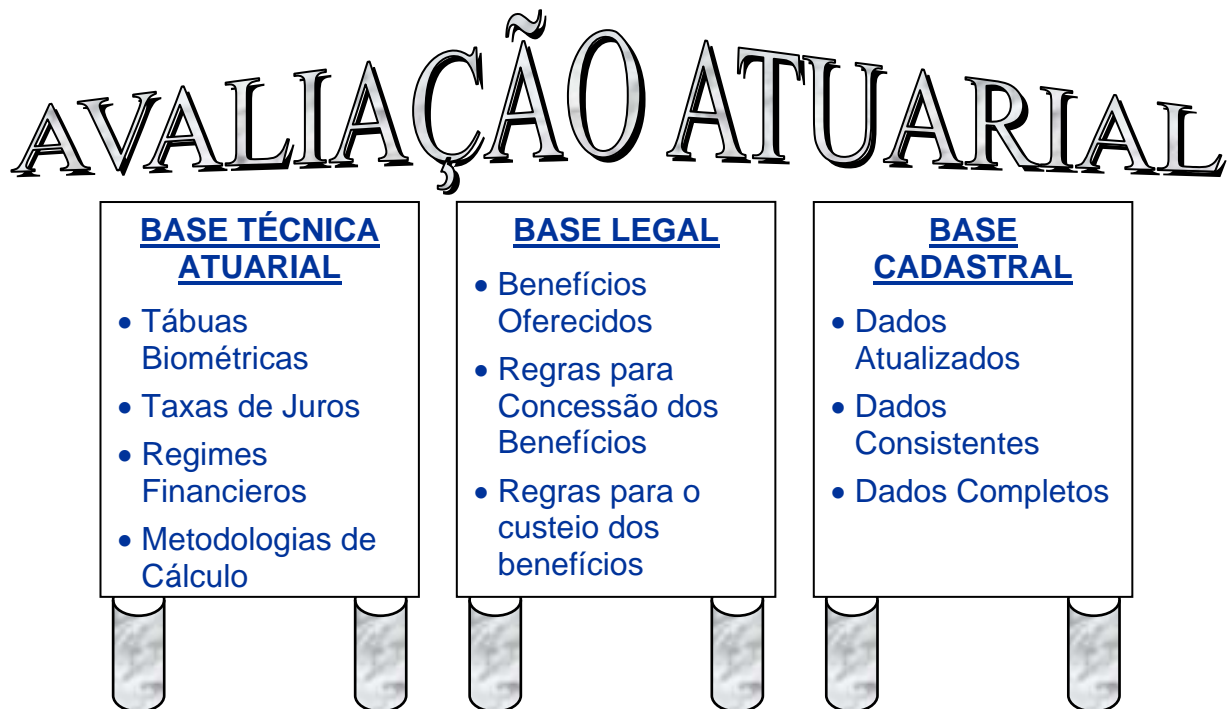 AVALIAÇÃO ATUARIAL
BASE TÉCNICA
ATUARIAL
• Tábuas
Biométricas
• Taxas de Juros
• Regimes
Financieros
• Metodologias de
Cálculo
BASE LEGAL
• Benefícios
Oferecidos
• Regras para
Concessão dos
Benefícios
• Regras para o
custeio dos
benefícios
BASE
CADASTRAL
• Dados
Atualizados
• Dados
Consistentes
• Dados Completos